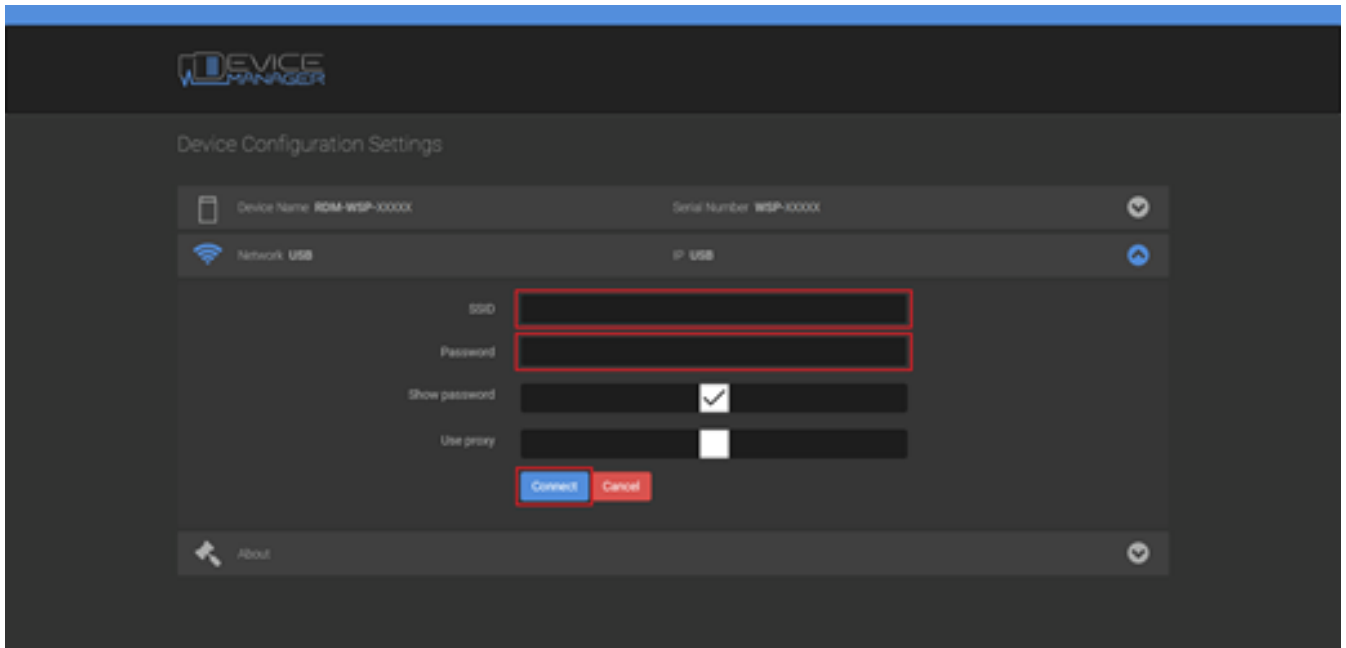 DEVICE
MANAGER
Device Configuration Settings
Device Name RDM-WSP-XXXXX Serial Number WSP-XXXXX
Network USB IP USB
SSID
Password
Show password
Use proxy
Connect Cancel
About